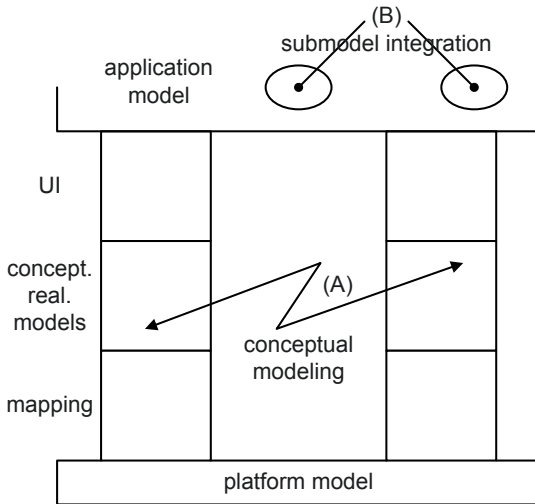 (B)
submodel integration
application
model
UI
concept.
real.
models
(A)
conceptual
modeling
mapping
platform model